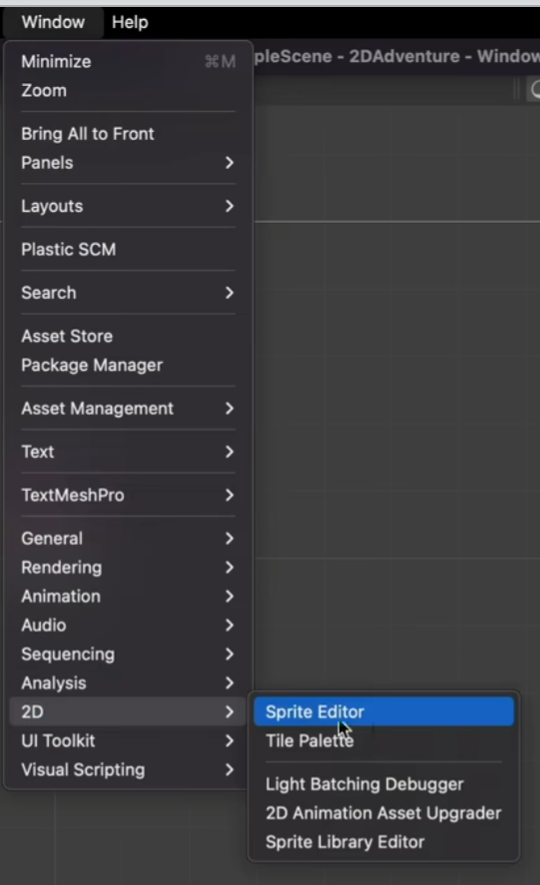 Window Help
pleScene - 2DAdventure - Window
Minimize ⌘M
Zoom
Bring All to Front
Panels
Layouts
Plastic SCM
Search
Asset Store
Package Manager
Asset Management
Text
TextMeshPro
General
Rendering
Animation
Audio
Sequencing
Analysis
2D
UI Toolkit
Visual Scripting
Sprite Editor
Tile Palette
Light Batching Debugger
2D Animation Asset Upgrader
Sprite Library Editor